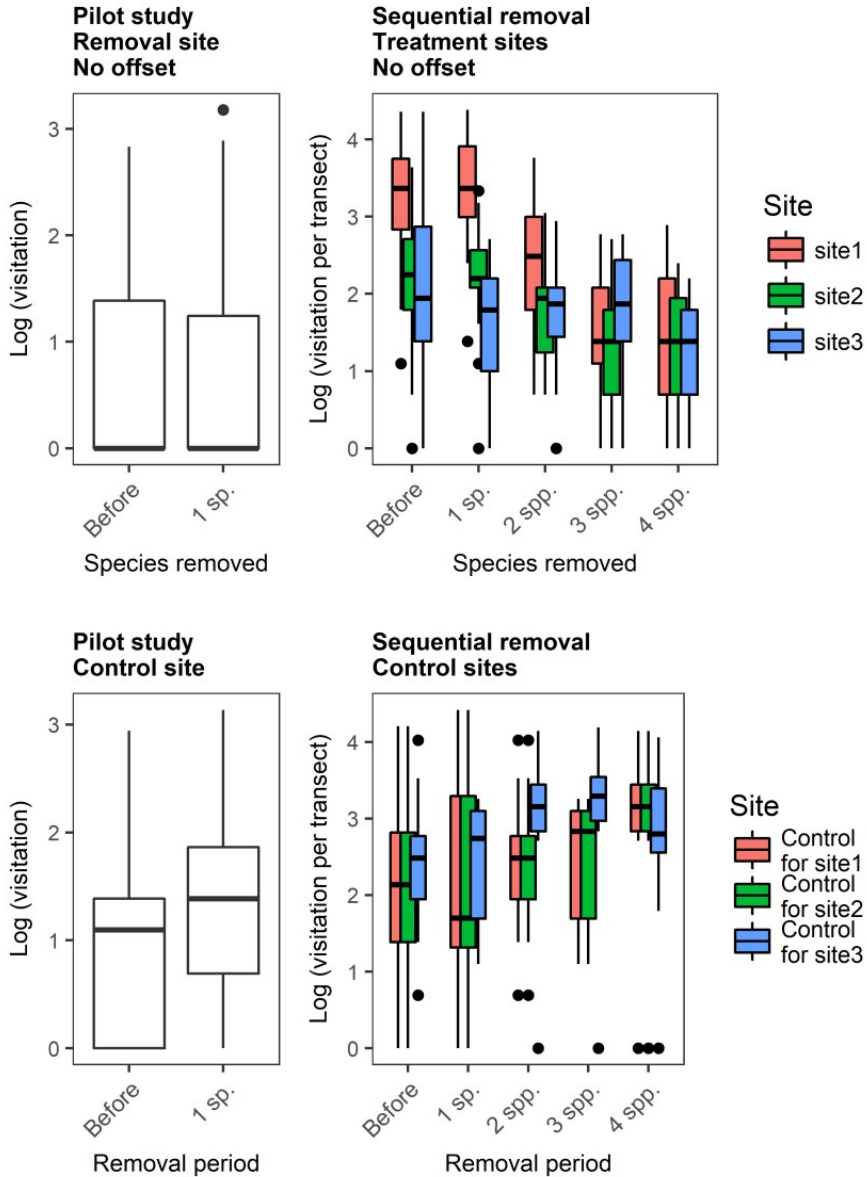 Pilot study
Removal site
No offset
Log (visitation)
3
2
1
0
Before
1 sp.
Species removed
Sequential removal
Treatment sites
No offset
Log (visitation per transect)
4
3
2
1
0
Before
1 sp.
2 spp.
3 spp.
4 spp.
Species removed
Site
site1
site2
site3
Pilot study
Control site
Log (visitation)
3
2
1
0
Before
1 sp.
Removal period
Sequential removal
Control sites
Log (visitation per transect)
4
3
2
1
0
Before
1 sp.
2 spp.
3 spp.
4 spp.
Removal period
Site
Control
for site1
Control
for site2
Control
for site3